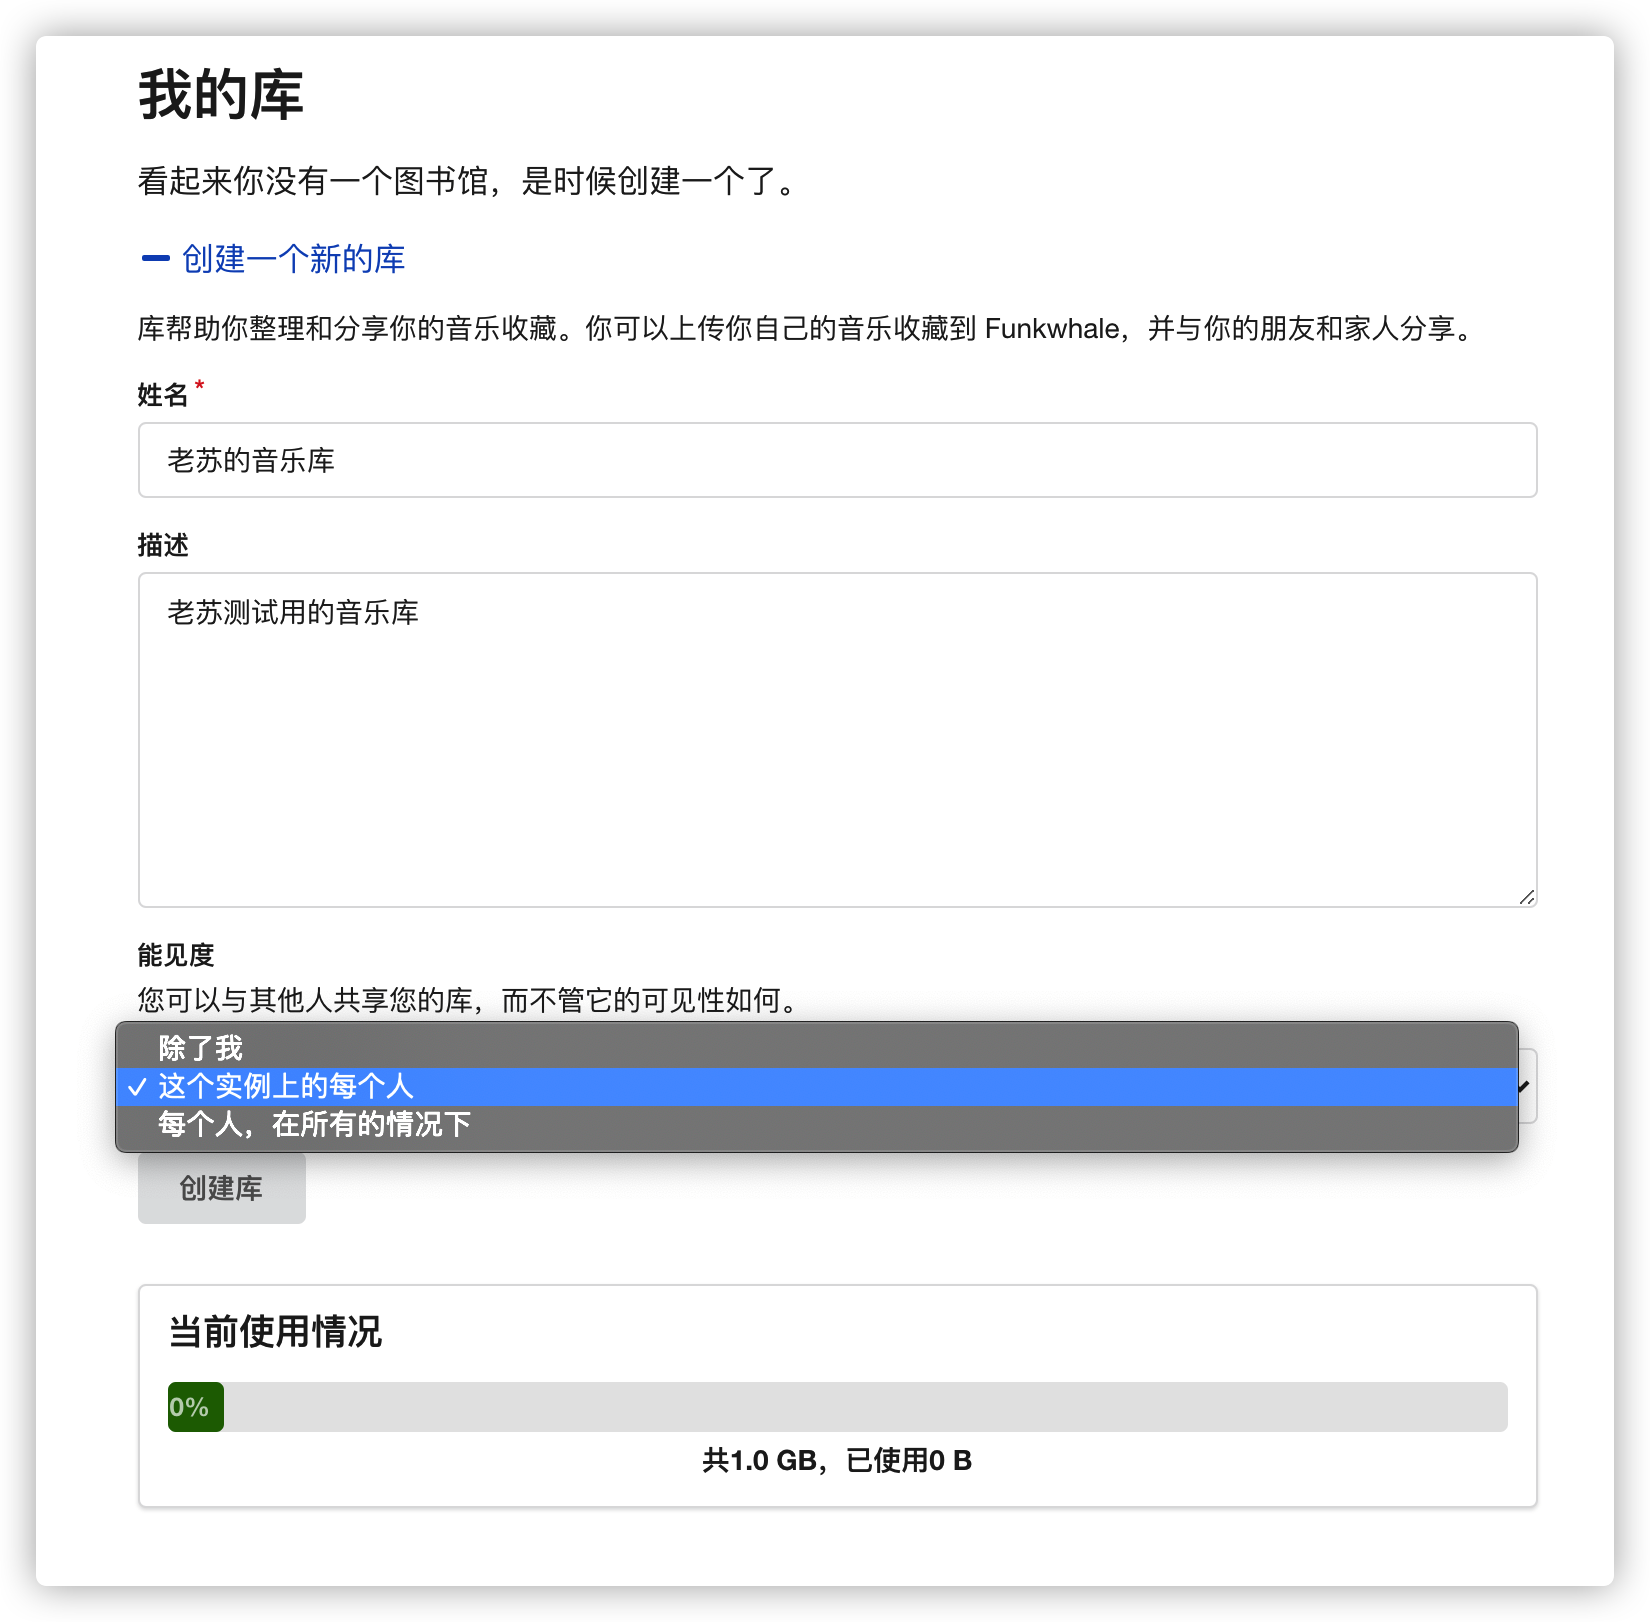 我的库
看起来你没有一个图书馆，是时候创建一个了。
创建一个新的库
库帮助你整理和分享你的音乐收藏。你可以上传你自己的音乐收藏到 Funkwhale，并与你的朋友和家人分享。
姓名*
老苏的音乐库
描述
老苏测试用的音乐库
能见度
您可以与其他人共享您的库，而不管它的可见性如何。
除了我
✓ 这个实例上的每个人
每个人，在所有的情况下
创建库
当前使用情况
0%
共1.0 GB，已使用0 B